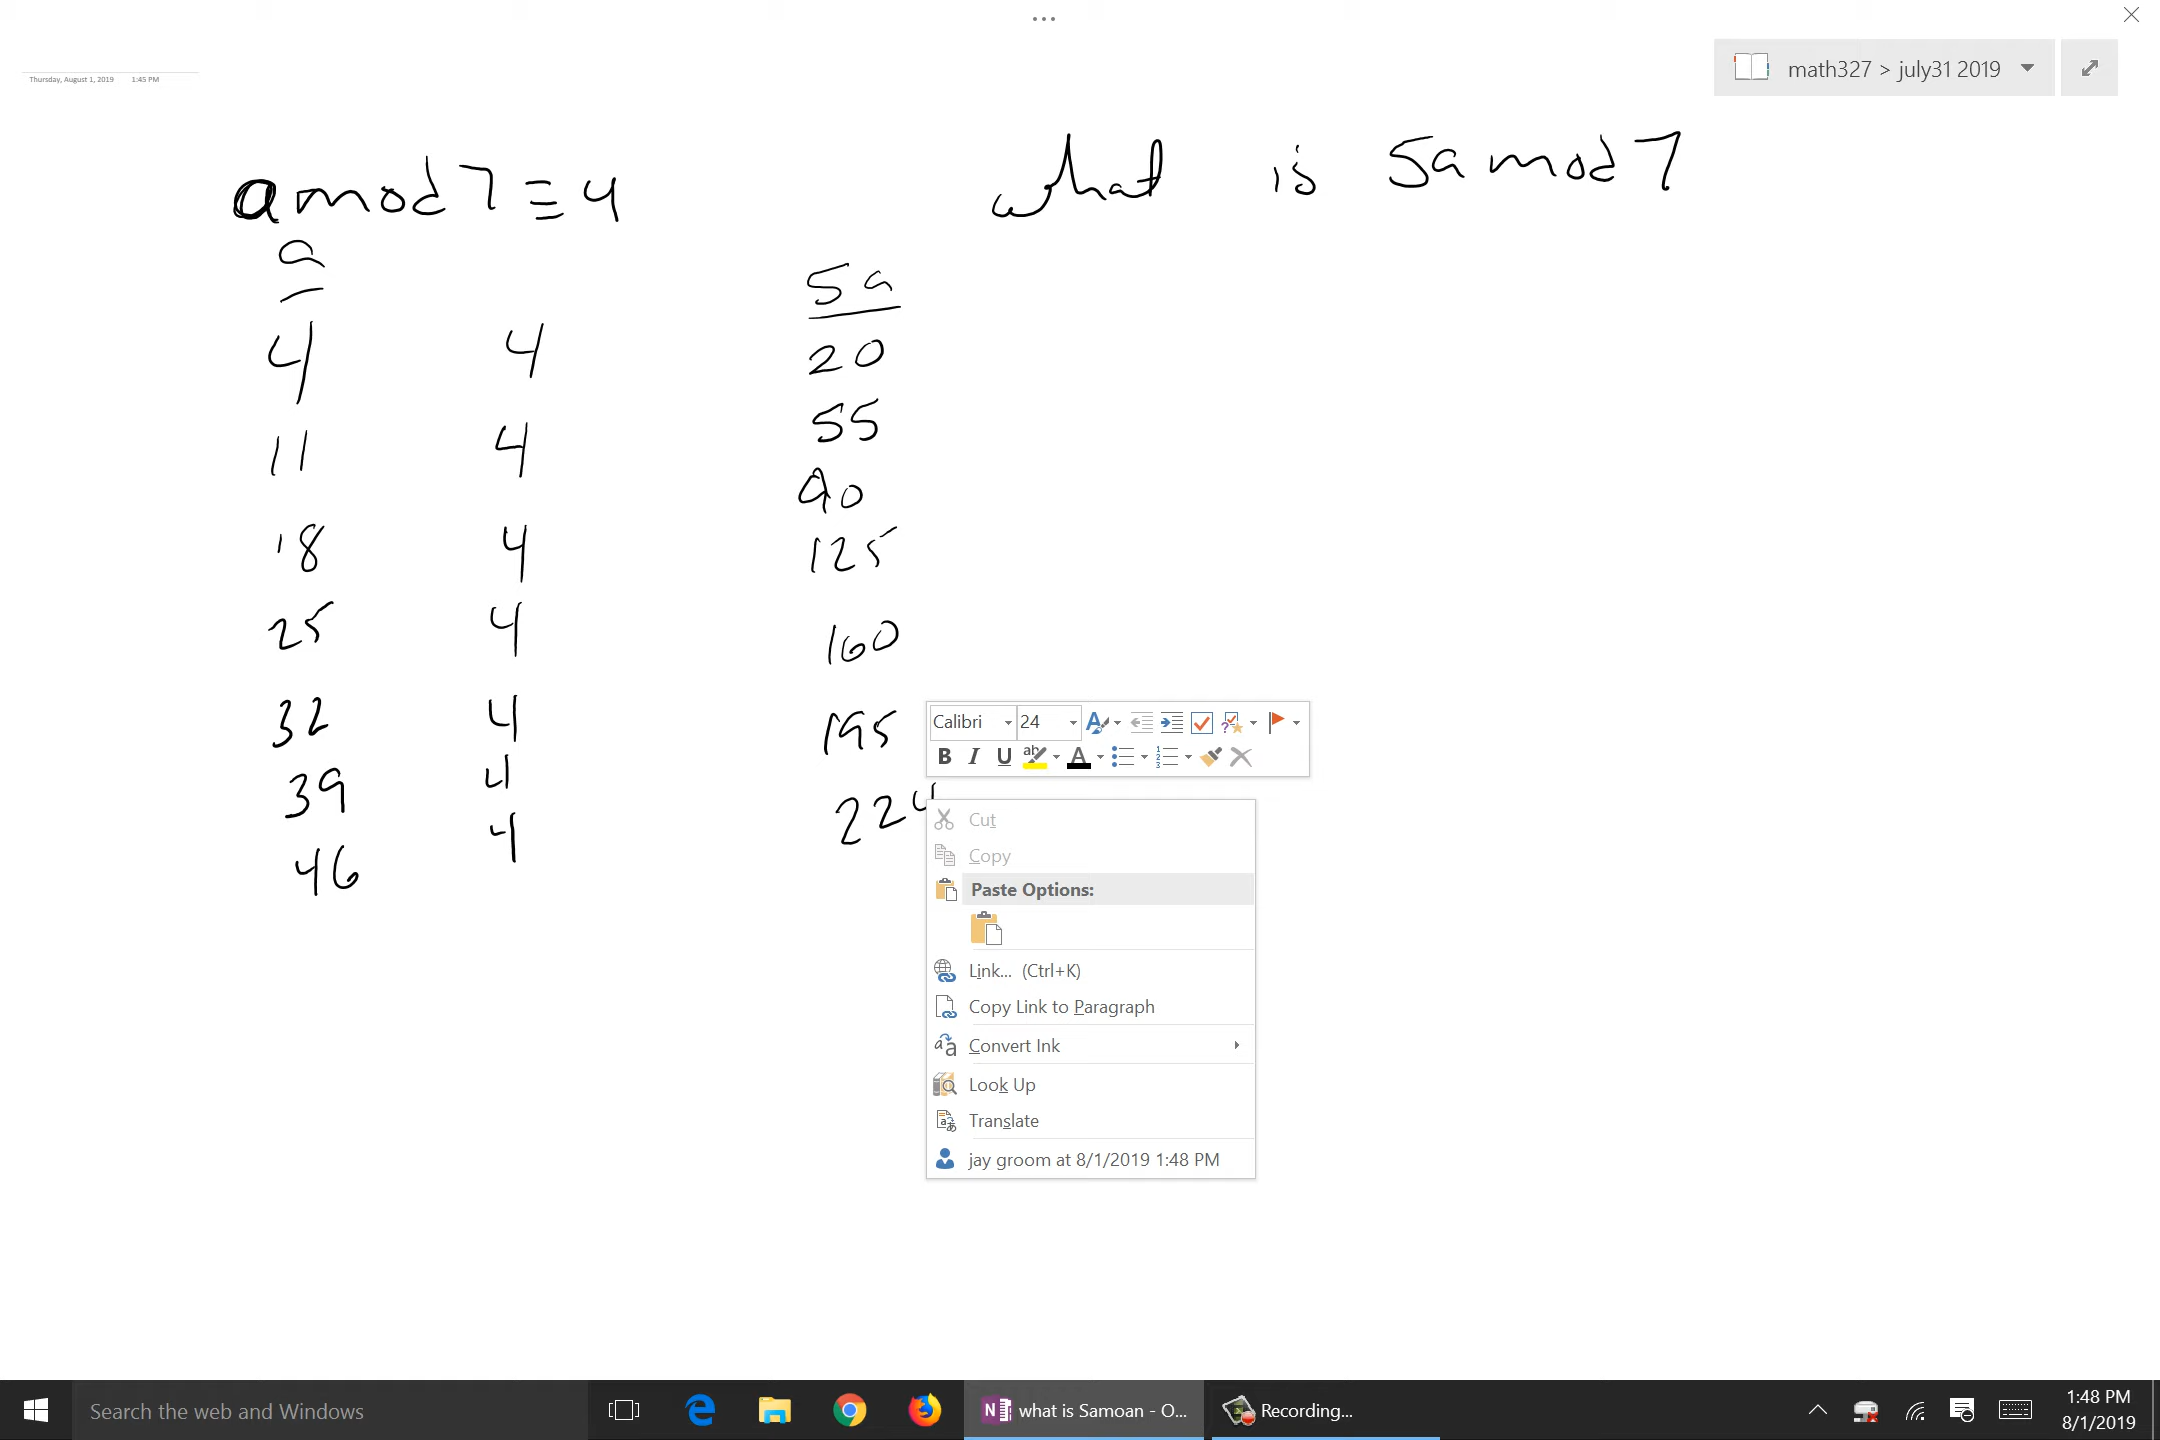 Thursday, August 1, 2019 1:45 PM
math327 > july31 2019
a mod 7 ≡ 4
what is 5a mod 7
a
5a
4 4 20
11 4 55
90
18 4 125
25 4 160
32 4 195
39 4 224
46 4
Calibri 24
B I U ab A
Cut
Copy
Paste Options:
Link... (Ctrl+K)
Copy Link to Paragraph
Convert Ink
Look Up
Translate
jay groom at 8/1/2019 1:48 PM
Search the web and Windows
what is Samoan - O...
Recording...
1:48 PM
8/1/2019